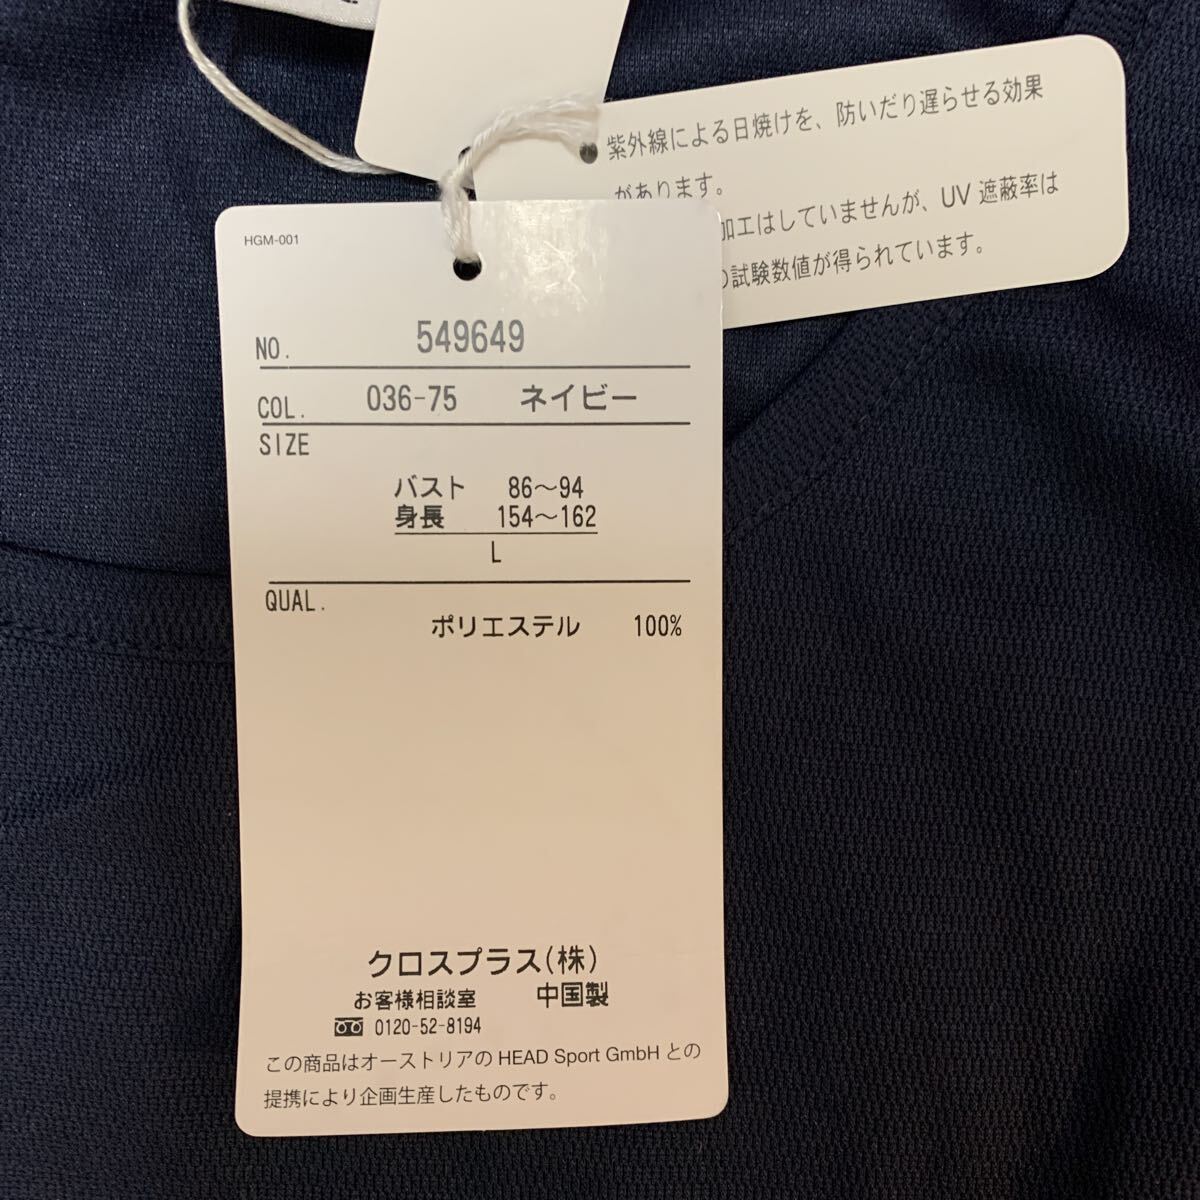 紫外線による日焼けを、防いだり遅らせる効果
があります。
加工はしていませんが、UV 遮蔽率は
の試験数値が得られています。
HGM-001
NO. 549649
COL. 036-75 ネイビー
SIZE
バスト 86～94
身長 154～162
L
QUAL.
ポリエステル 100%
クロスプラス(株)
お客様相談室 中国製
0120-52-8194
この商品はオーストリアの HEAD Sport GmbH との
提携により企画生産したものです。